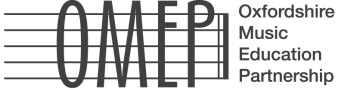 OMEP
Oxfordshire
Music
Education
Partnership